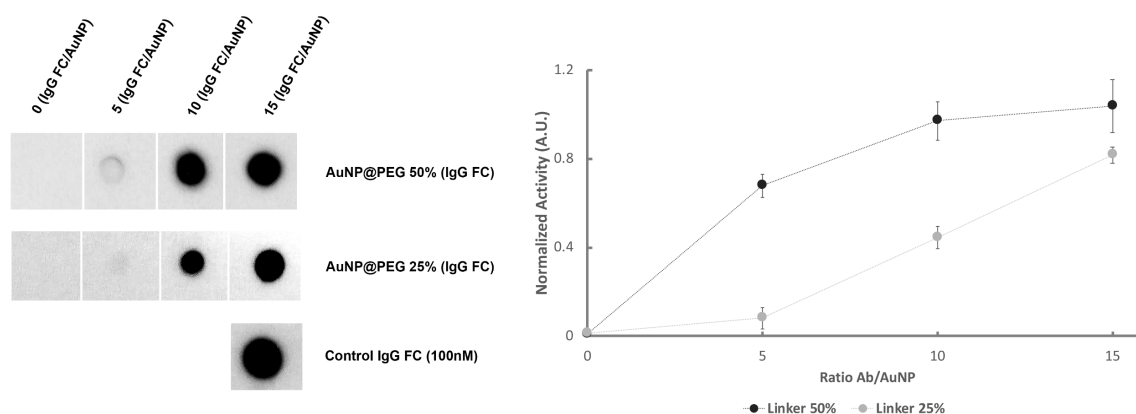 0 (IgG FC/AuNP)
5 (IgG FC/AuNP)
10 (IgG FC/AuNP)
15 (IgG FC/AuNP)
AuNP@PEG 50% (IgG FC)
AuNP@PEG 25% (IgG FC)
Control IgG FC (100nM)
Normalized Activity (A.U.)
1.2
0.8
0.4
0
0 5 10 15
Ratio Ab/AuNP
Linker 50% Linker 25%